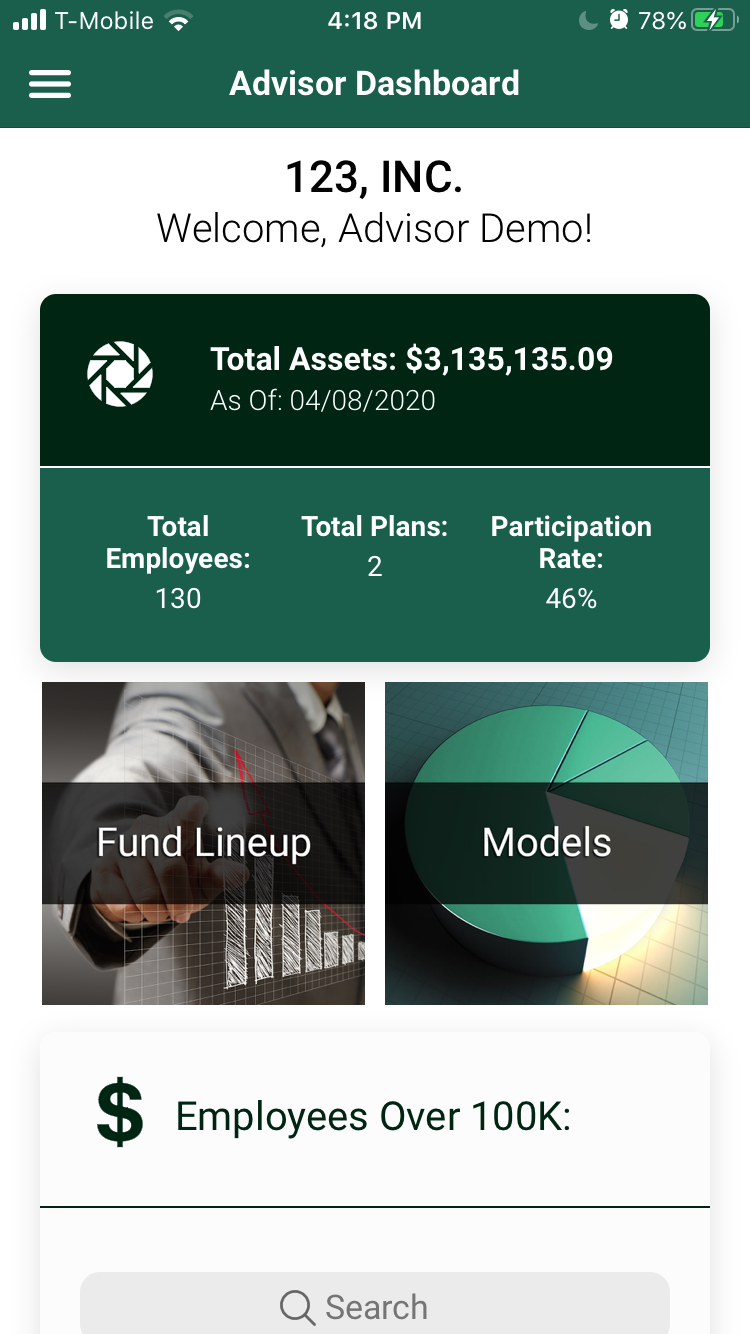 T-Mobile 4:18 PM 78%
Advisor Dashboard
123, INC.
Welcome, Advisor Demo!
Total Assets: $3,135,135.09
As Of: 04/08/2020
Total Employees:
130
Total Plans:
2
Participation Rate:
46%
Fund Lineup
Models
$ Employees Over 100K:
Search